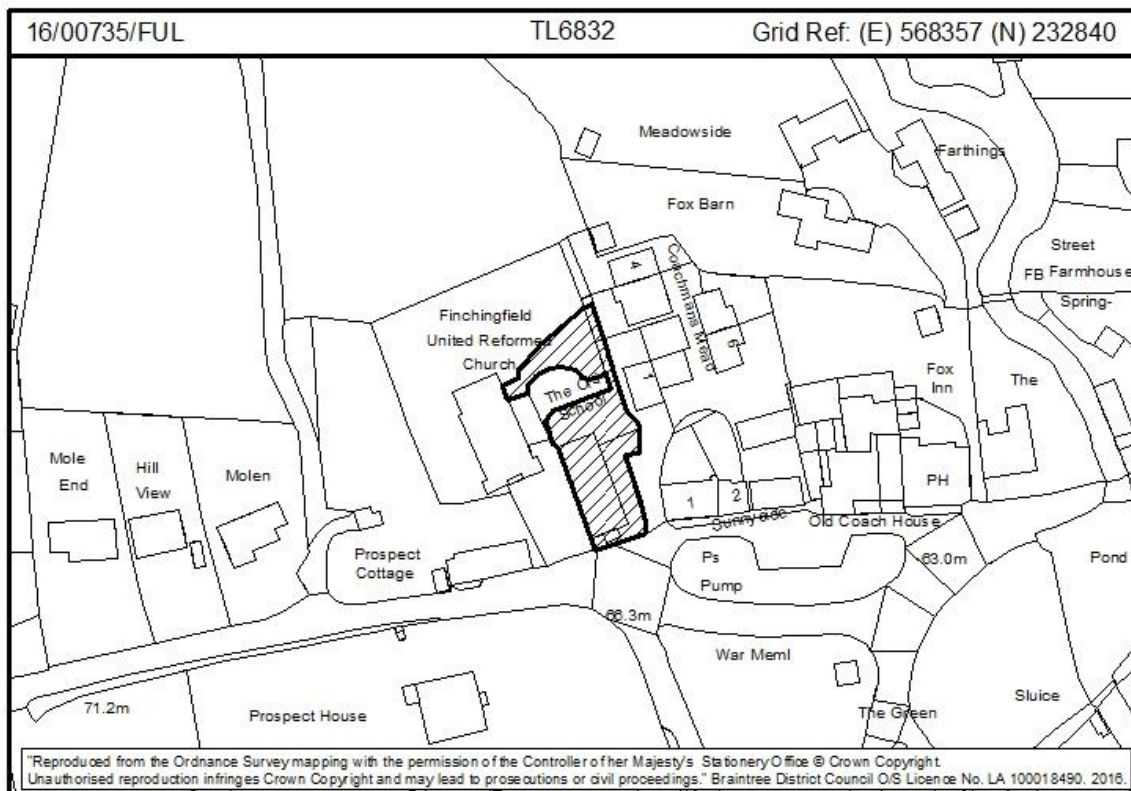 16/00735/FUL TL6832 Grid Ref: (E) 568357 (N) 232840
Meadowside
Farthings
Fox Barn
Street
FB Farmhouse
Spring-
4
Coachmans Mead
6
1
Finchingfield
United Reformed
Church
The Old
School
Fox
Inn
The
PH
Mole
End
Hill
View
Molen
1
2
Sunnyside
Old Coach House
Prospect
Cottage
Ps
Pump
63.0m
Pond
66.3m
War Meml
71.2m
Prospect House
The Green
Sluice
"Reproduced from the Ordnance Survey mapping with the permission of the Controller of her Majesty's Stationery Office © Crown Copyright.
Unauthorised reproduction infringes Crown Copyright and may lead to prosecutions or civil proceedings." Braintree District Council O/S Licence No. LA 100018490. 2016.